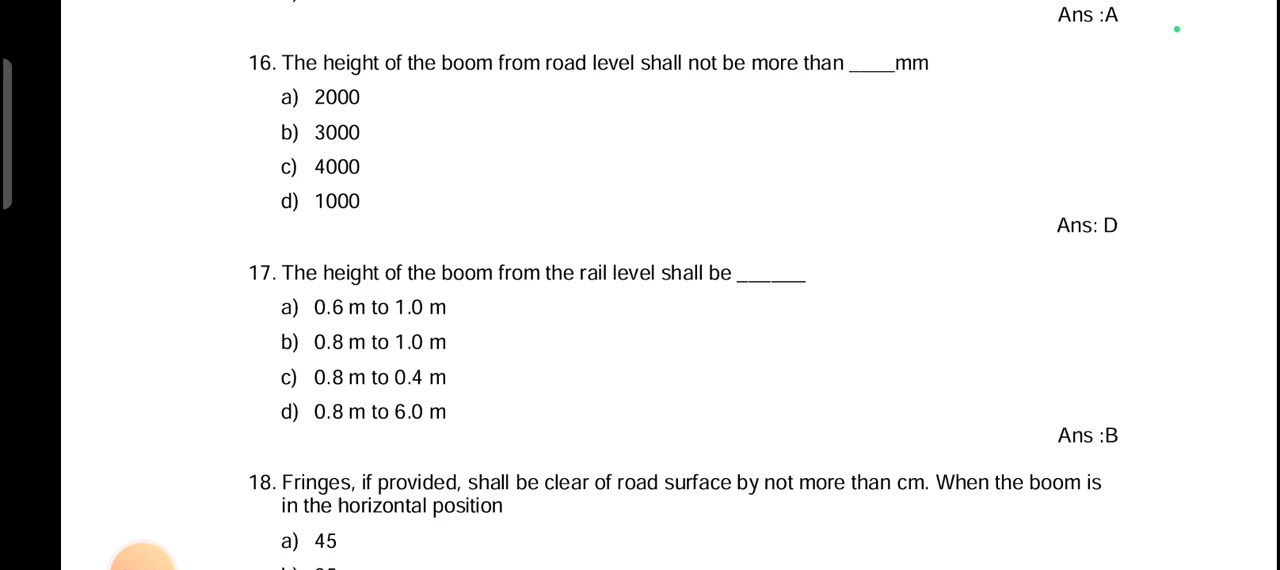 Ans :A
16. The height of the boom from road level shall not be more than ____mm
a) 2000
b) 3000
c) 4000
d) 1000
Ans: D
17. The height of the boom from the rail level shall be ______
a) 0.6 m to 1.0 m
b) 0.8 m to 1.0 m
c) 0.8 m to 0.4 m
d) 0.8 m to 6.0 m
Ans :B
18. Fringes, if provided, shall be clear of road surface by not more than cm. When the boom is
in the horizontal position
a) 45